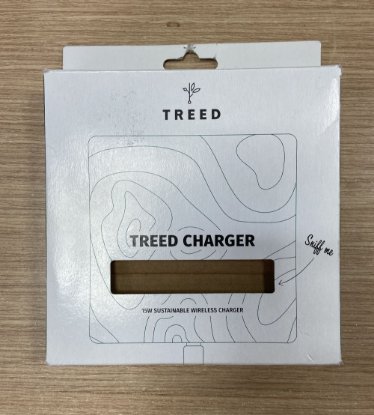 TREED
TREED CHARGER
Sniff me
15W SUSTAINABLE WIRELESS CHARGER